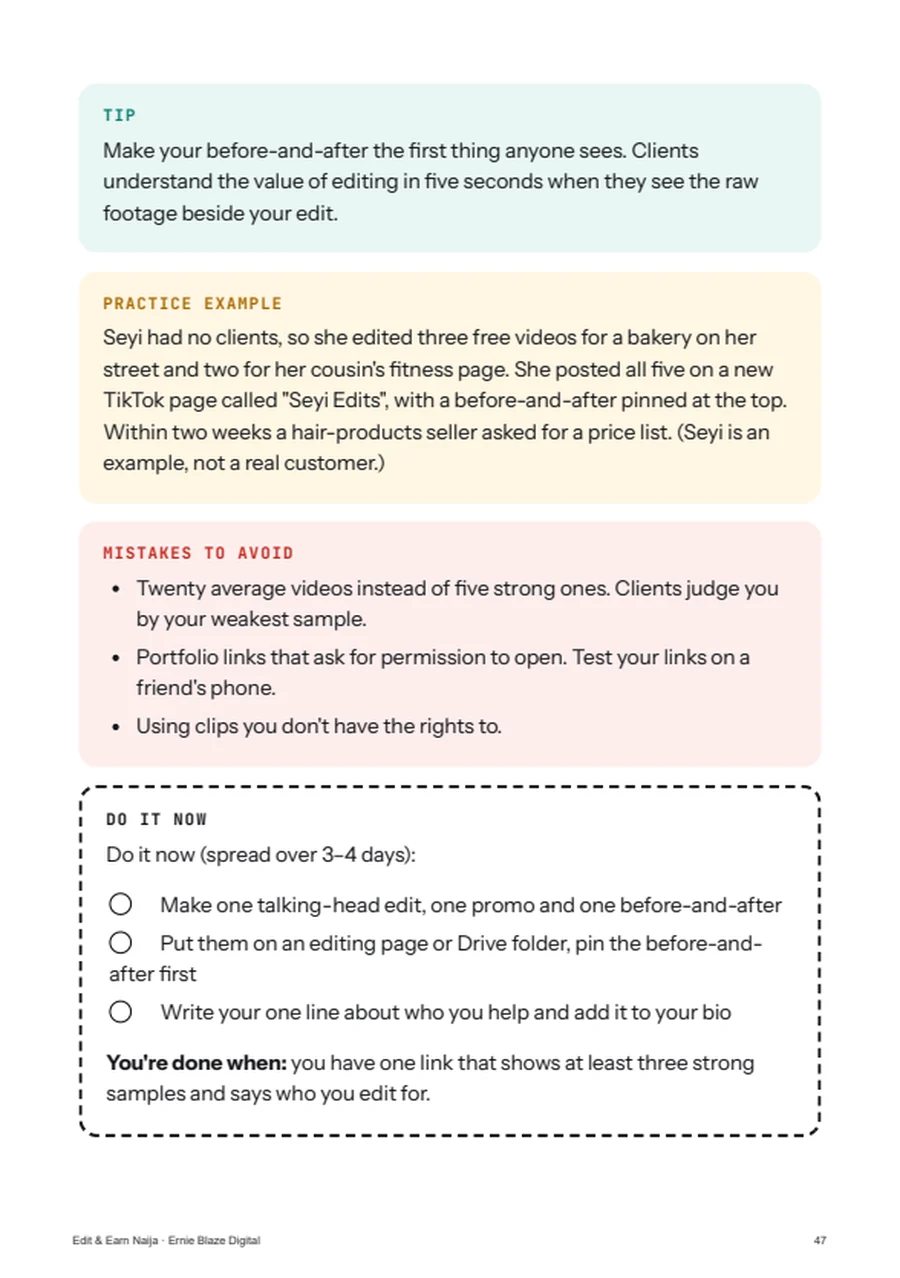 TIP
Make your before-and-after the first thing anyone sees. Clients
understand the value of editing in five seconds when they see the raw
footage beside your edit.
PRACTICE EXAMPLE
Seyi had no clients, so she edited three free videos for a bakery on her
street and two for her cousin's fitness page. She posted all five on a new
TikTok page called "Seyi Edits", with a before-and-after pinned at the top.
Within two weeks a hair-products seller asked for a price list. (Seyi is an
example, not a real customer.)
MISTAKES TO AVOID
• Twenty average videos instead of five strong ones. Clients judge you
by your weakest sample.
• Portfolio links that ask for permission to open. Test your links on a
friend's phone.
• Using clips you don't have the rights to.
DO IT NOW
Do it now (spread over 3–4 days):
Make one talking-head edit, one promo and one before-and-after
Put them on an editing page or Drive folder, pin the before-and-
after first
Write your one line about who you help and add it to your bio
You're done when: you have one link that shows at least three strong
samples and says who you edit for.
Edit & Earn Naija · Ernie Blaze Digital 47